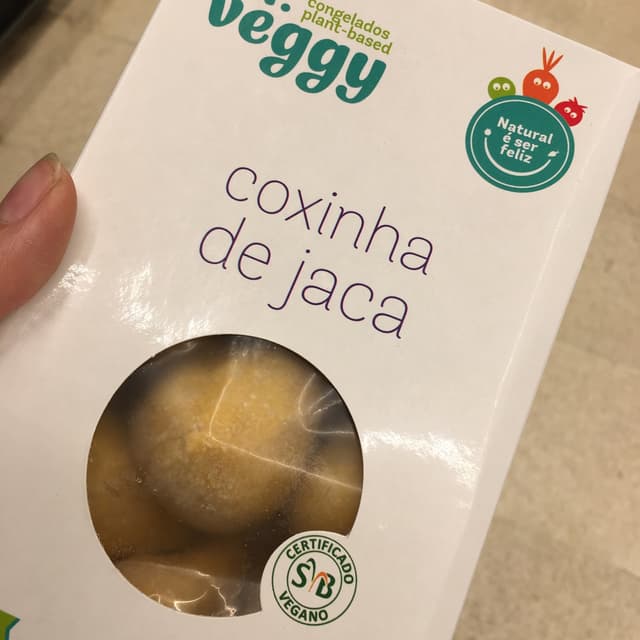 congelados
plant-based
veggy
Natural
é ser
feliz
coxinha
de jaca
CERTIFICADO
SVB
VEGANO